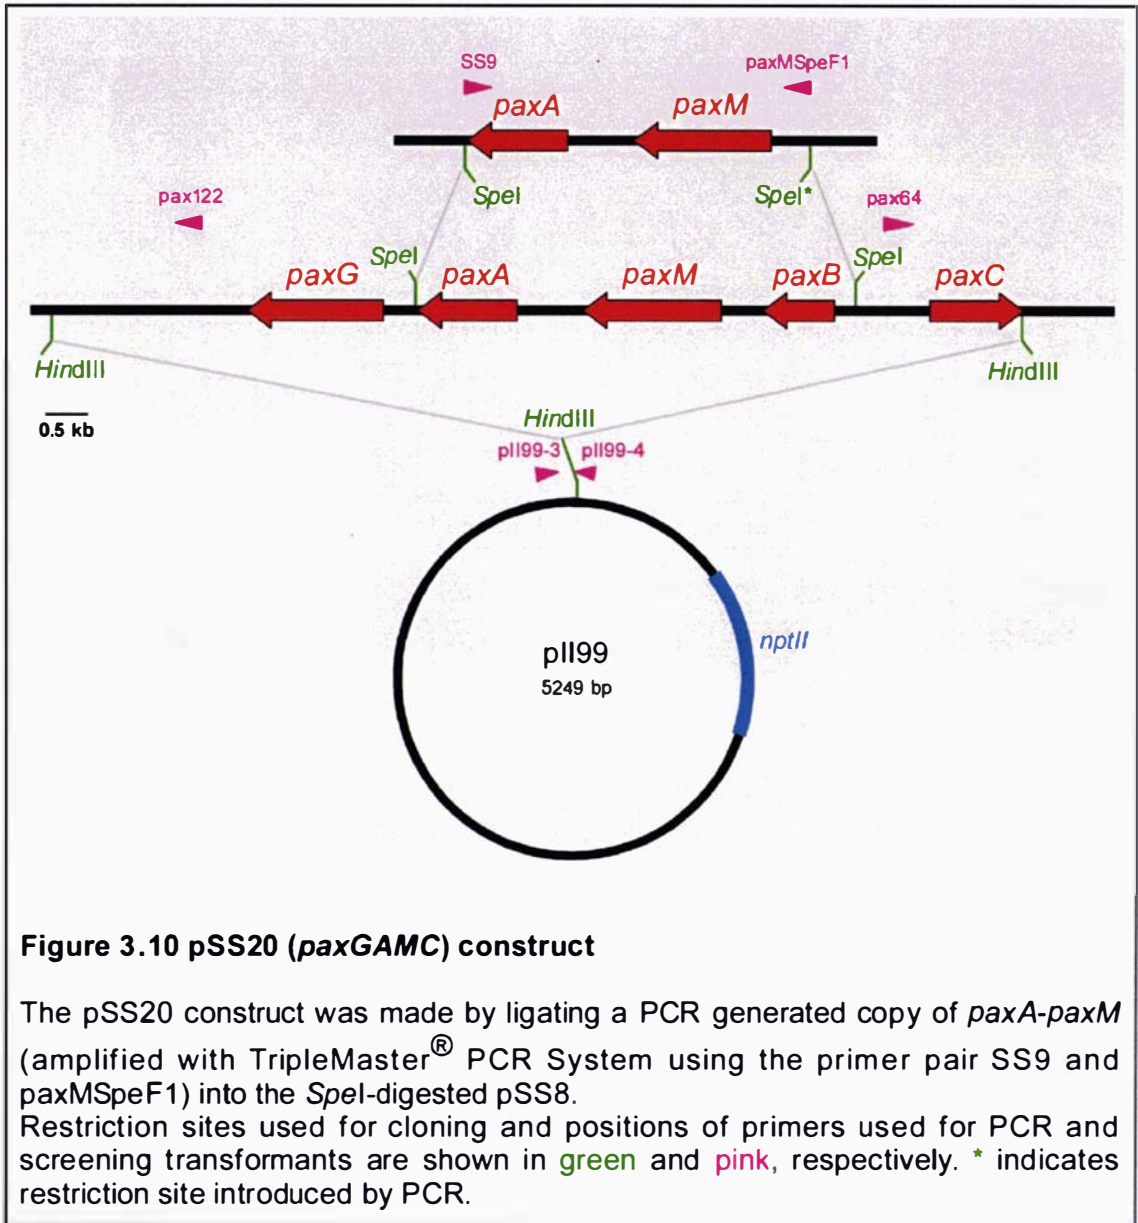 SS9 paxMSpeF1
paxA paxM
SpeI SpeI*
pax122 pax64
SpeI SpeI
paxG paxA paxM paxB paxC
HindIII HindIII
0.5 kb
HindIII
pII99-3 pII99-4
nptII
pII99
5249 bp
Figure 3.10 pSS20 (paxGAMC) construct
The pSS20 construct was made by ligating a PCR generated copy of paxA-paxM
(amplified with TripleMaster® PCR System using the primer pair SS9 and
paxMSpeF1) into the SpeI-digested pSS8.
Restriction sites used for cloning and positions of primers used for PCR and
screening transformants are shown in green and pink, respectively. * indicates
restriction site introduced by PCR.